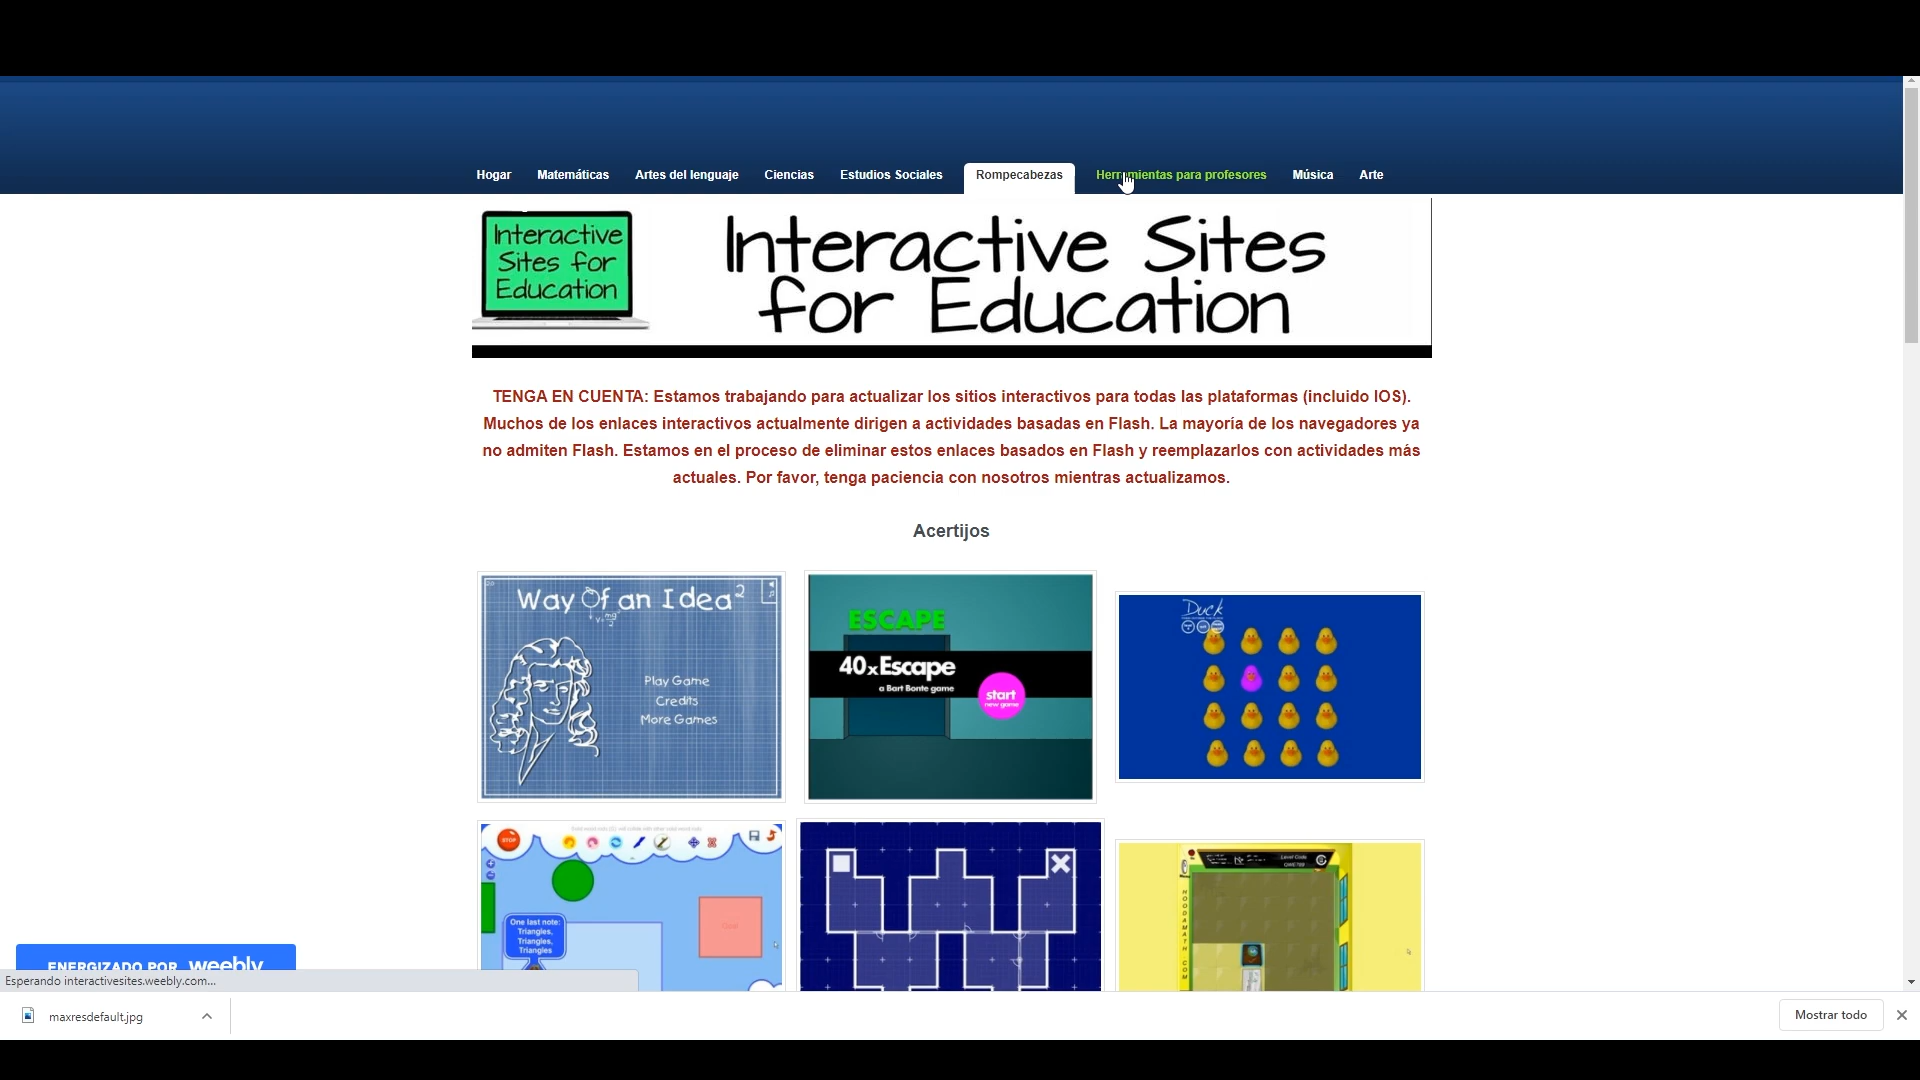 Hogar Matemáticas Artes del lenguaje Ciencias Estudios Sociales Rompecabezas Herramientas para profesores Música Arte
Interactive
Sites for
Education
Interactive Sites
for Education
TENGA EN CUENTA: Estamos trabajando para actualizar los sitios interactivos para todas las plataformas (incluido IOS).
Muchos de los enlaces interactivos actualmente dirigen a actividades basadas en Flash. La mayoría de los navegadores ya
no admiten Flash. Estamos en el proceso de eliminar estos enlaces basados en Flash y reemplazarlos con actividades más
actuales. Por favor, tenga paciencia con nosotros mientras actualizamos.
Acertijos
Way Of an Idea 2
Play Game
Credits
More Games
ESCAPE
40xEscape
a Bart Bonte game
start
new game
Duck
STOP
One last note:
Triangles,
Triangles,
Triangles
Level Code
HOODAMATH.COM
ENERGIZADO POR weebly
Esperando interactivesites.weebly.com...
maxresdefault.jpg
Mostrar todo